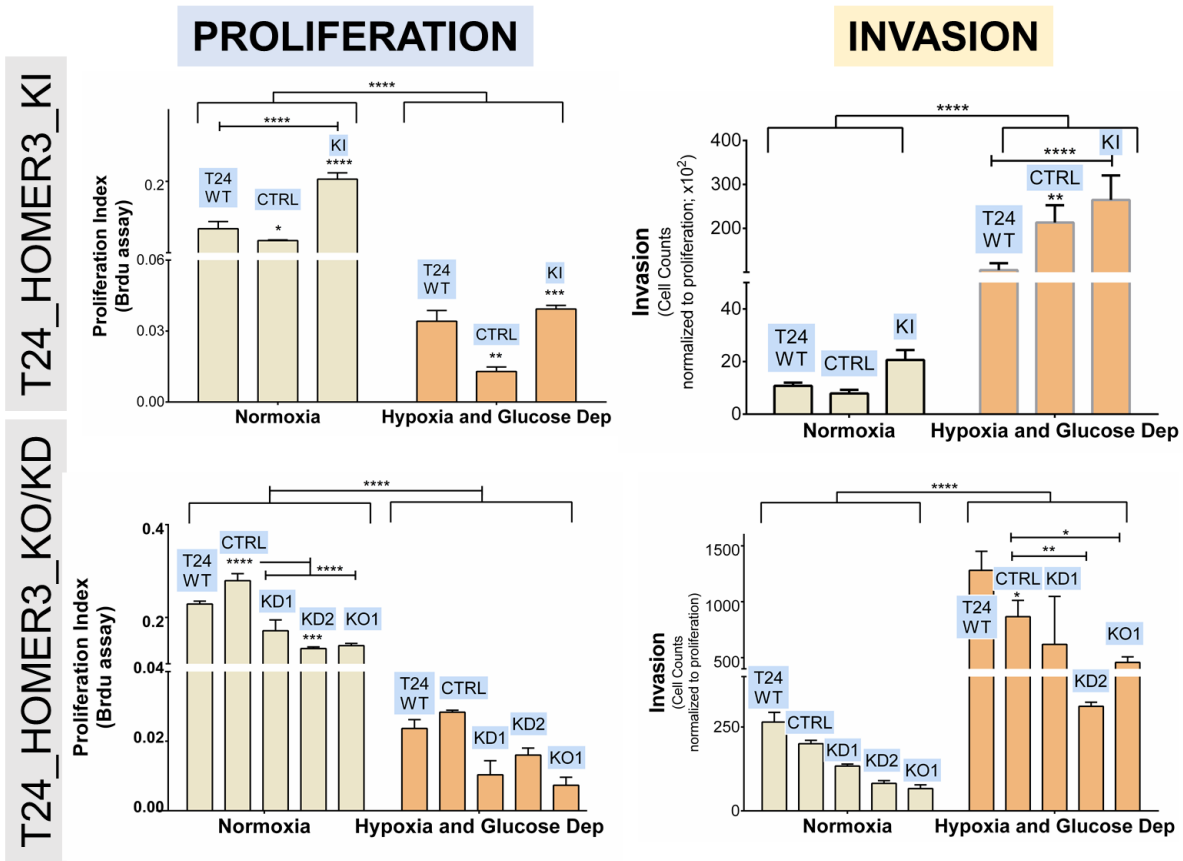 PROLIFERATION
INVASION
T24_HOMER3_KI
T24_HOMER3_KO/KD
Proliferation Index
(Brdu assay)
0.2
0.06
0.03
0.00
****
****
T24
WT
CTRL
*
KI
****
T24
WT
CTRL
**
KI
***
Normoxia
Hypoxia and Glucose Dep
Invasion
(Cell Counts
normalized to proliferation; x10²)
400
300
200
40
20
0
****
****
T24
WT
CTRL
KI
T24
WT
CTRL
**
KI
Normoxia
Hypoxia and Glucose Dep
Proliferation Index
(Brdu assay)
0.4
0.2
0.04
0.02
0.00
****
T24
WT
CTRL
****
****
KD1
KD2
***
KO1
T24
WT
CTRL
KD1
KD2
KO1
Normoxia
Hypoxia and Glucose Dep
Invasion
(Cell Counts
normalized to proliferation)
1500
1000
500
250
0
****
*
**
T24
WT
CTRL
KD1
KD2
KO1
T24
WT
CTRL
*
KD1
KD2
KO1
Normoxia
Hypoxia and Glucose Dep